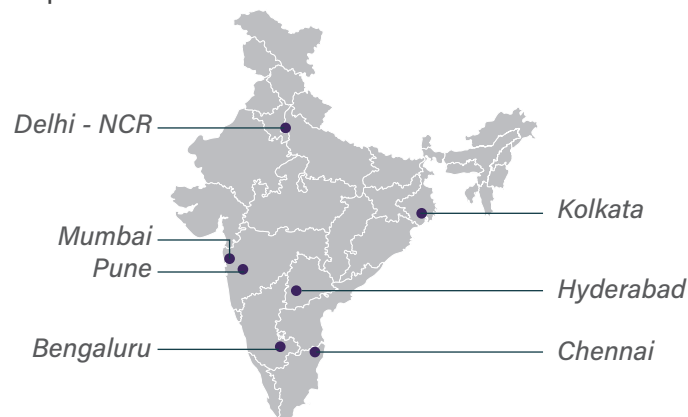 Delhi - NCR
Kolkata
Mumbai
Pune
Hyderabad
Bengaluru
Chennai